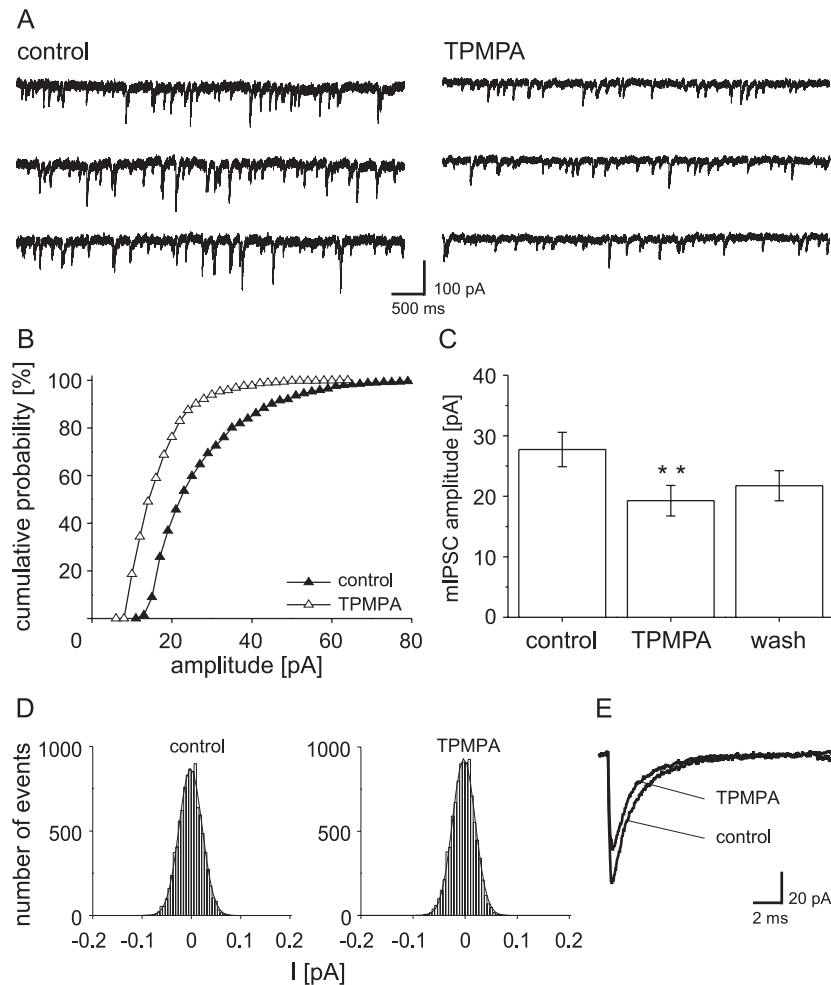 A
control
TPMPA
100 pA
500 ms
B
cumulative probability [%]
100
80
60
40
20
0
20
40
60
80
amplitude [pA]
control
TPMPA
C
mIPSC amplitude [pA]
40
30
20
10
0
* *
control
TPMPA
wash
D
number of events
1000
500
0
control
-0.2
-0.1
0
0.1
0.2
1000
500
0
TPMPA
-0.2
-0.1
0
0.1
0.2
I [pA]
E
TPMPA
control
20 pA
2 ms